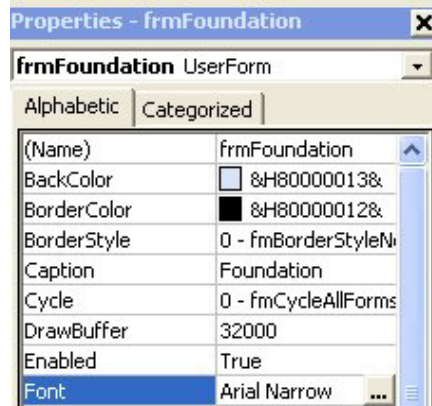 Properties - frmFoundation
frmFoundation UserForm
Alphabetic Categorized
(Name) frmFoundation
BackColor &H80000013&
BorderColor &H80000012&
BorderStyle 0 - fmBorderStyleN
Caption Foundation
Cycle 0 - fmCycleAllForms
DrawBuffer 32000
Enabled True
Font Arial Narrow ...